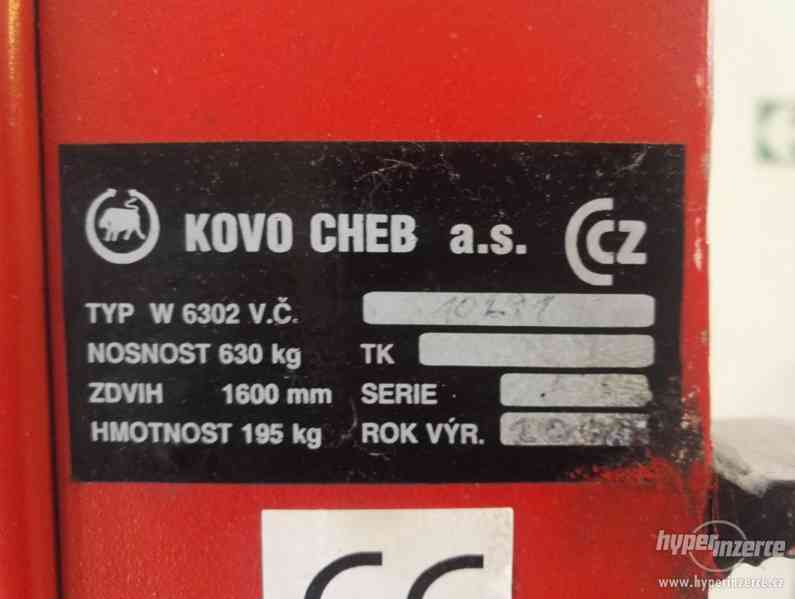 KOVO CHEB a.s. CZ
TYP W 6302 V.Č.
NOSNOST 630 kg TK
ZDVIH 1600 mm SERIE
HMOTNOST 195 kg ROK VÝR.
CE
hyperinzerce
www.hyperinzerce.cz